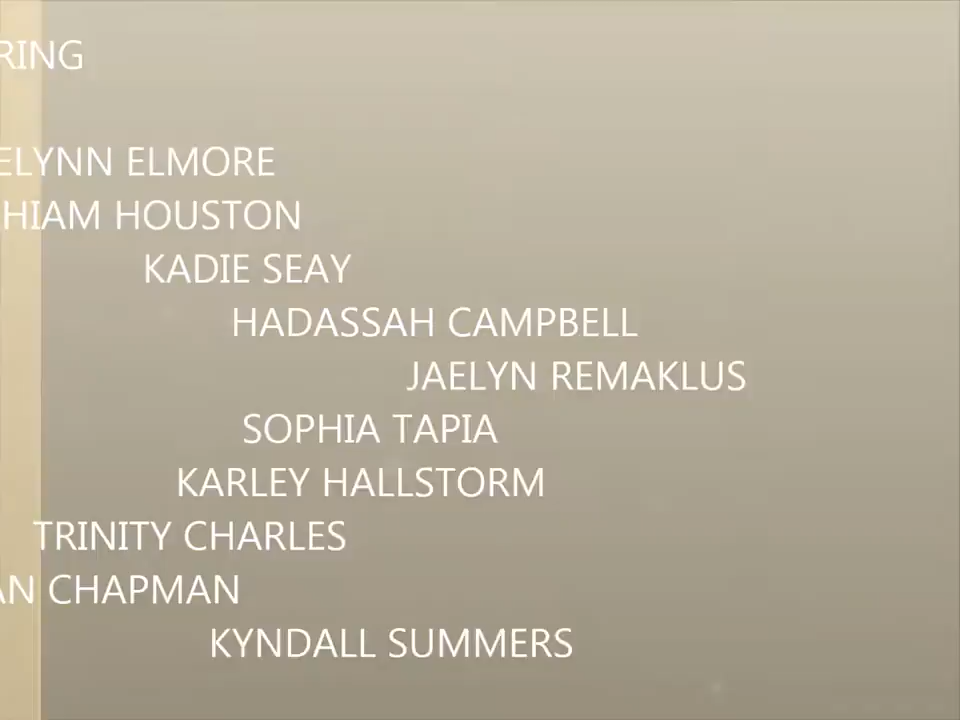 RING
ELYNN ELMORE
HIAM HOUSTON
KADIE SEAY
HADASSAH CAMPBELL
JAELYN REMAKLUS
SOPHIA TAPIA
KARLEY HALLSTORM
TRINITY CHARLES
AN CHAPMAN
KYNDALL SUMMERS